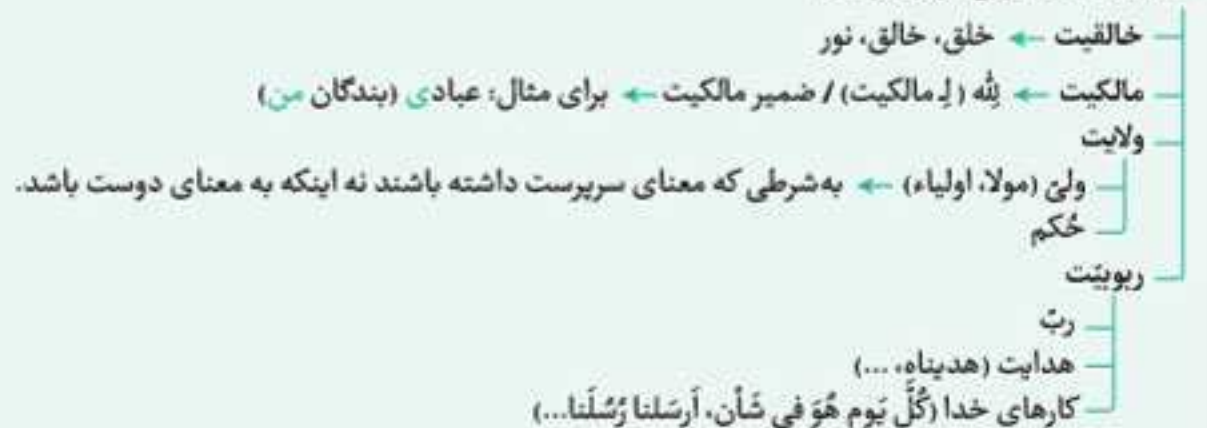 خالقیت ← خلق، خالق، نور
مالکیت ← لِلّه (لِـ مالکیت) / ضمیر مالکیت ← برای مثال: عبادی (بندگان من)
ولایت
ولیّ (مولا، اولیاء) ← به‌شرطی که معنای سرپرست داشته باشند نه اینکه به معنای دوست باشد.
حُکم
ربوبیّت
ربّ
هدایت (هدیناه، ...)
کارهای خدا (کُلَّ یَومٍ هُوَ فی شَأن، اَرسَلنا رُسُلَنا...)